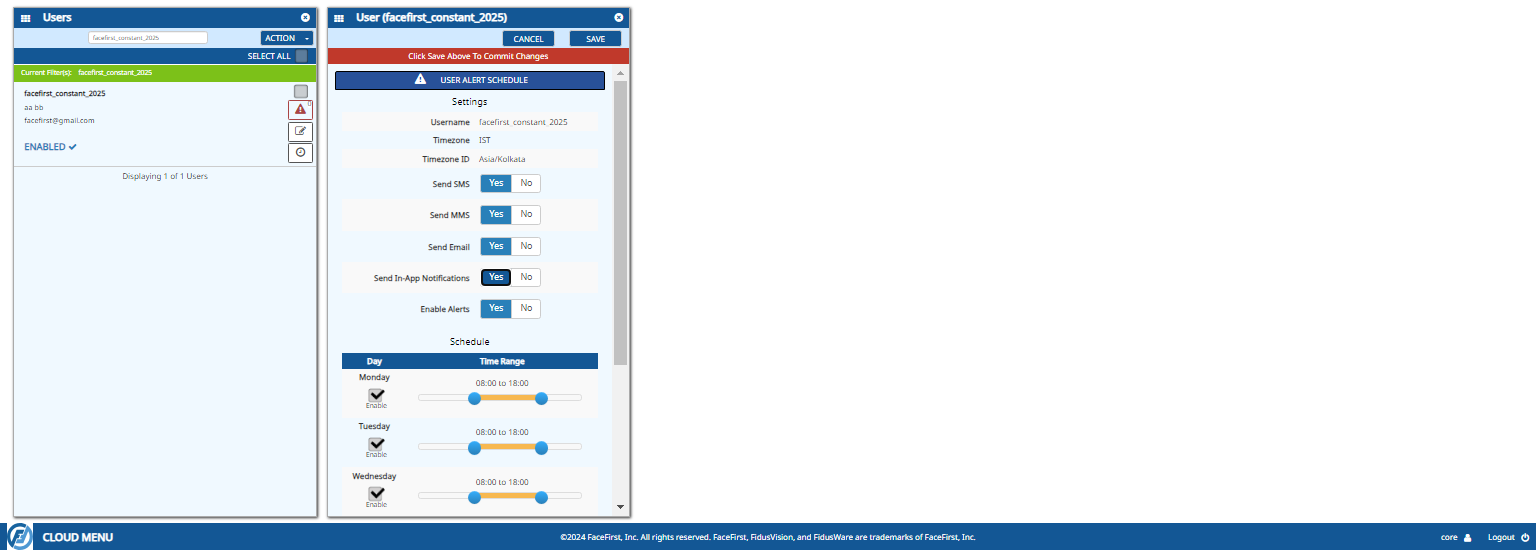 Users
facefirst_constant_2025
ACTION
SELECT ALL
Current Filter(s): facefirst_constant_2025
facefirst_constant_2025
aa bb
facefirst@gmail.com
ENABLED
Displaying 1 of 1 Users
User (facefirst_constant_2025)
CANCEL SAVE
Click Save Above To Commit Changes
USER ALERT SCHEDULE
Settings
Username facefirst_constant_2025
Timezone IST
Timezone ID Asia/Kolkata
Send SMS Yes No
Send MMS Yes No
Send Email Yes No
Send In-App Notifications Yes No
Enable Alerts Yes No
Schedule
Day Time Range
Monday
08:00 to 18:00
Enable
Tuesday
08:00 to 18:00
Enable
Wednesday
08:00 to 18:00
Enable
CLOUD MENU
©2024 FaceFirst, Inc. All rights reserved. FaceFirst, FidusVision, and FidusWare are trademarks of FaceFirst, Inc.
core Logout